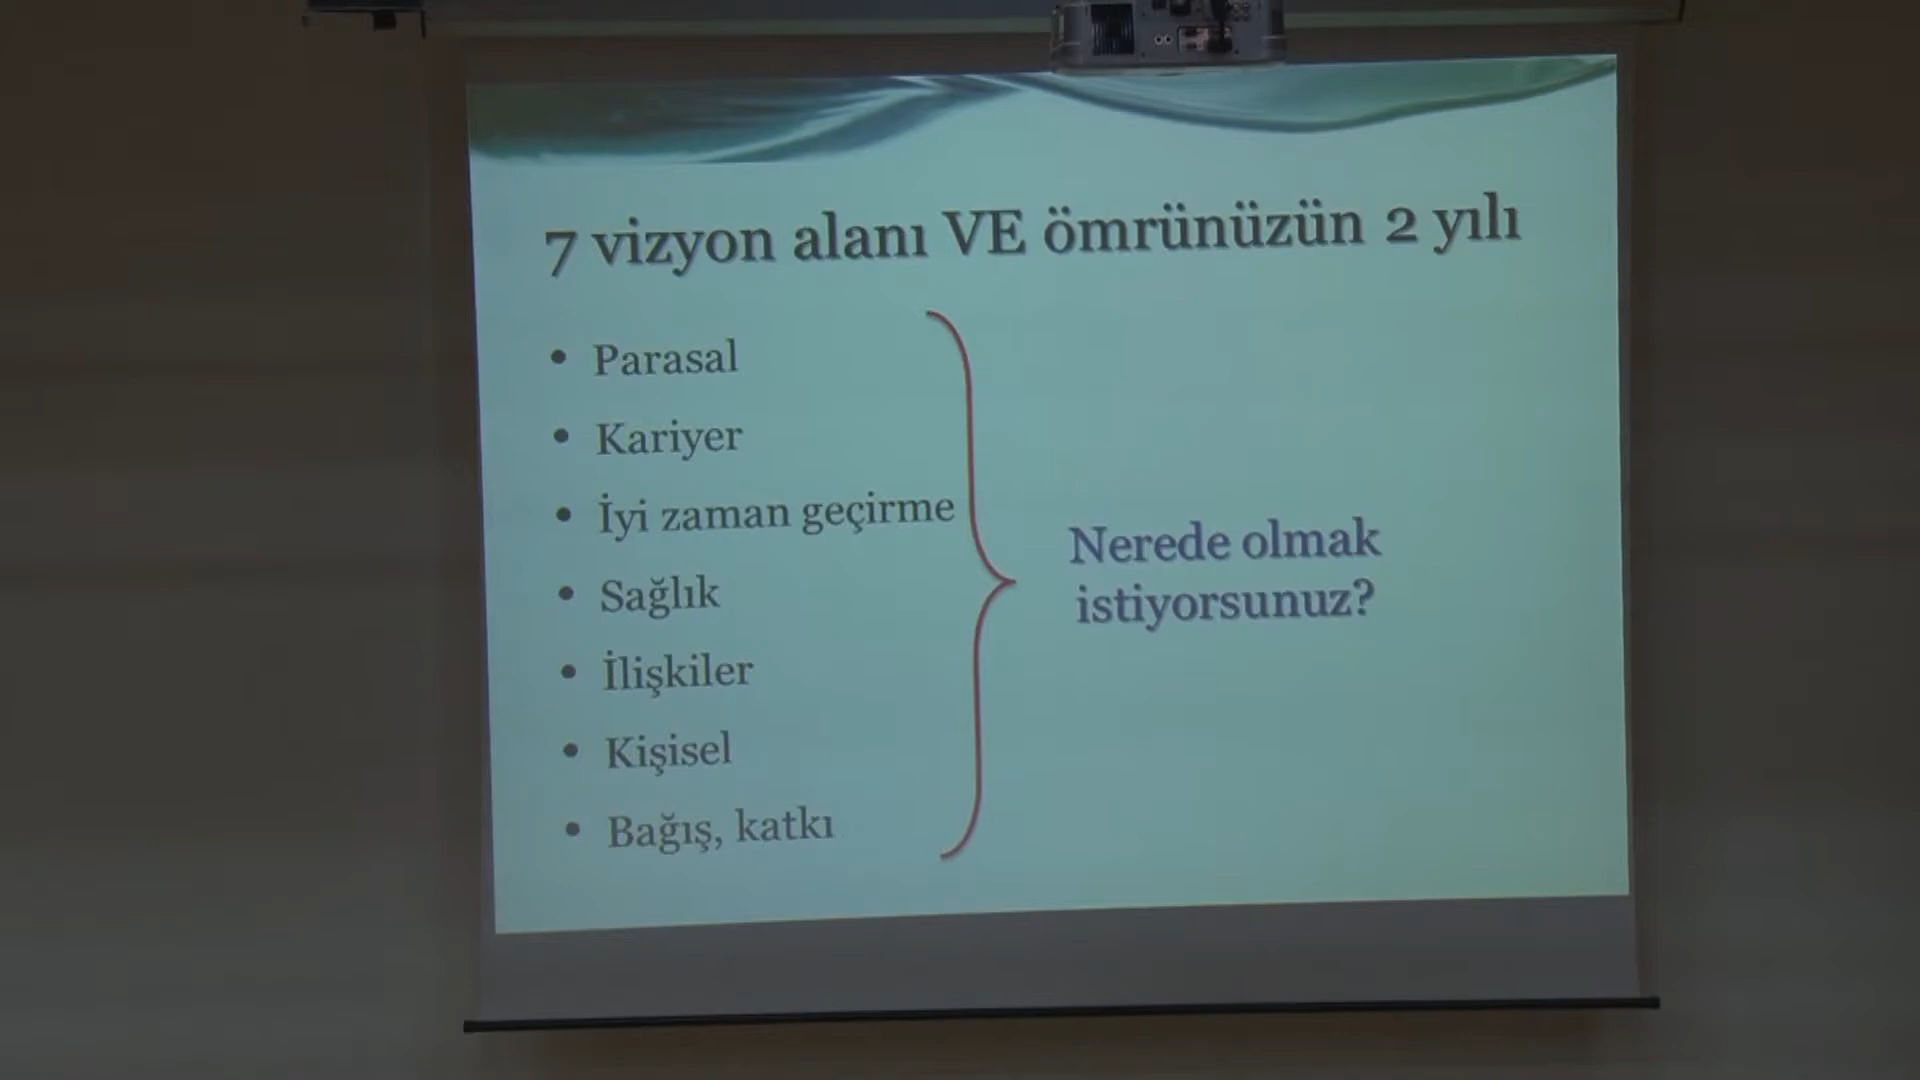 7 vizyon alanı VE ömrünüzün 2 yılı
• Parasal
• Kariyer
• İyi zaman geçirme
• Sağlık
• İlişkiler
• Kişisel
• Bağış, katkı
Nerede olmak
istiyorsunuz?